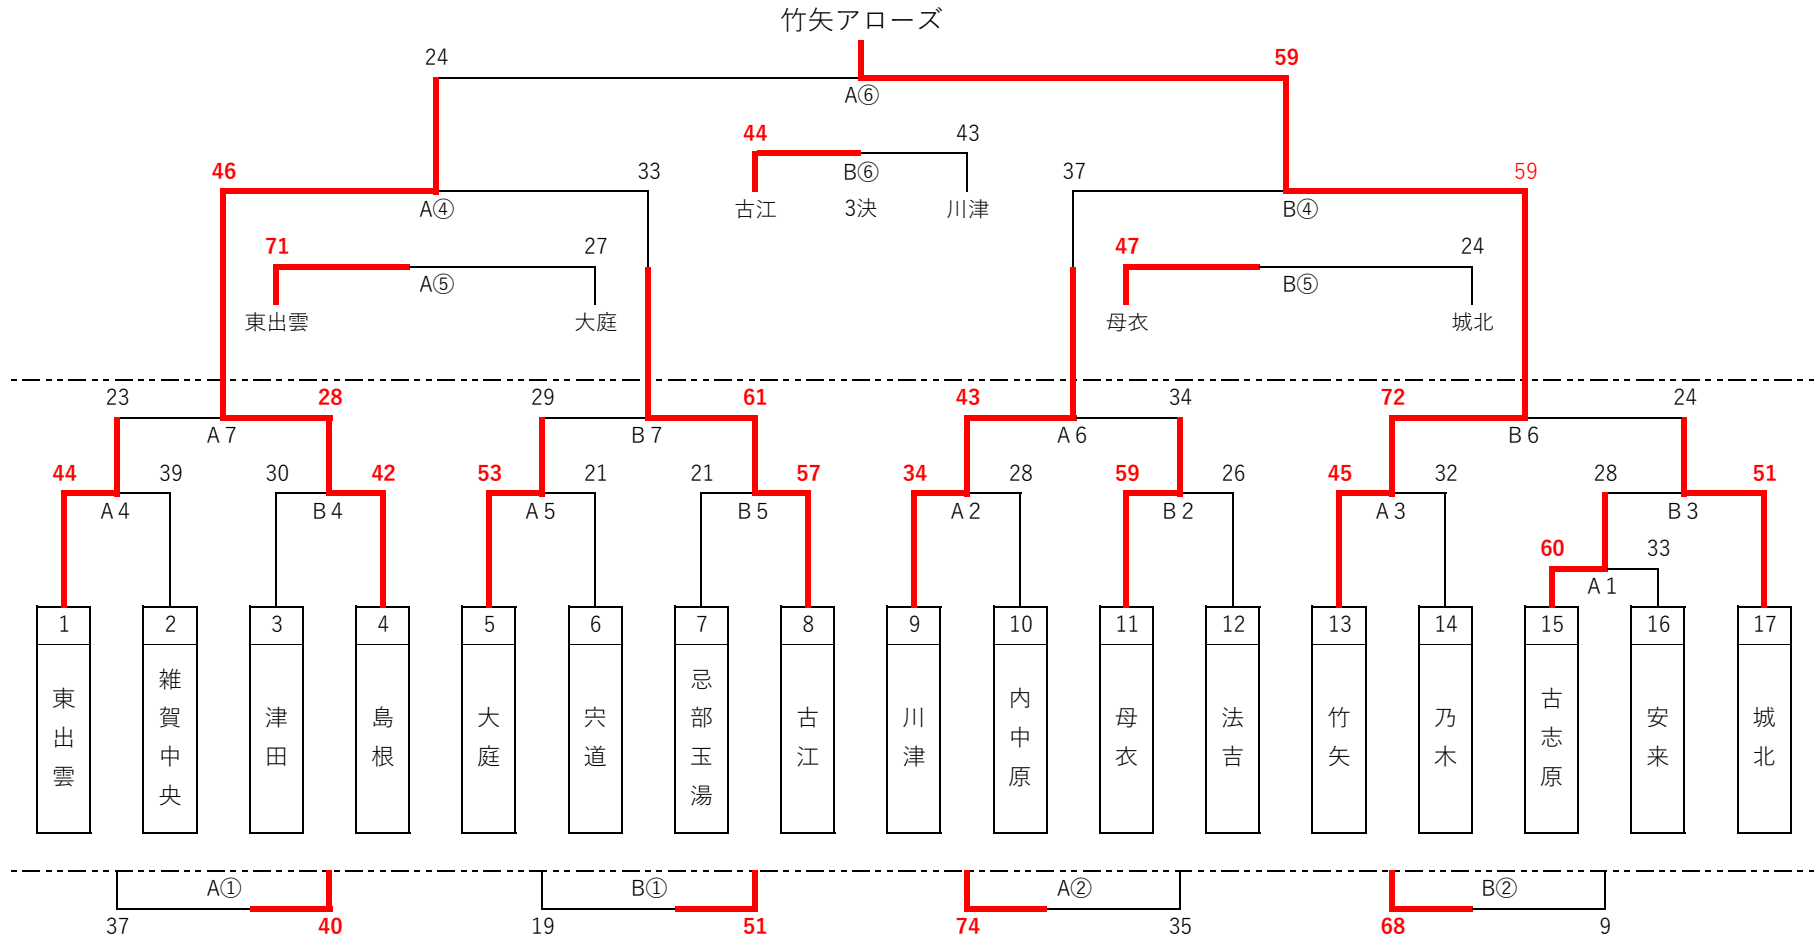 竹矢アローズ
24 59
A⑥
44 43
46 33 B⑥ 37 59
A④ 古江 3決 川津 B④
71 27 47 24
A⑤ B⑤
東出雲 大庭 母衣 城北
23 28 29 61 43 34 72 24
A7 B7 A6 B6
44 39 30 42 53 21 21 57 34 28 59 26 45 32 28 51
A4 B4 A5 B5 A2 B2 A3 B3
60 33
A1
1 2 3 4 5 6 7 8 9 10 11 12 13 14 15 16 17
東出雲
雑賀中央
津田
島根
大庭
宍道
忌部玉湯
古江
川津
内中原
母衣
法吉
竹矢
乃木
古志原
安来
城北
A① B① A② B②
37 40 19 51 74 35 68 9